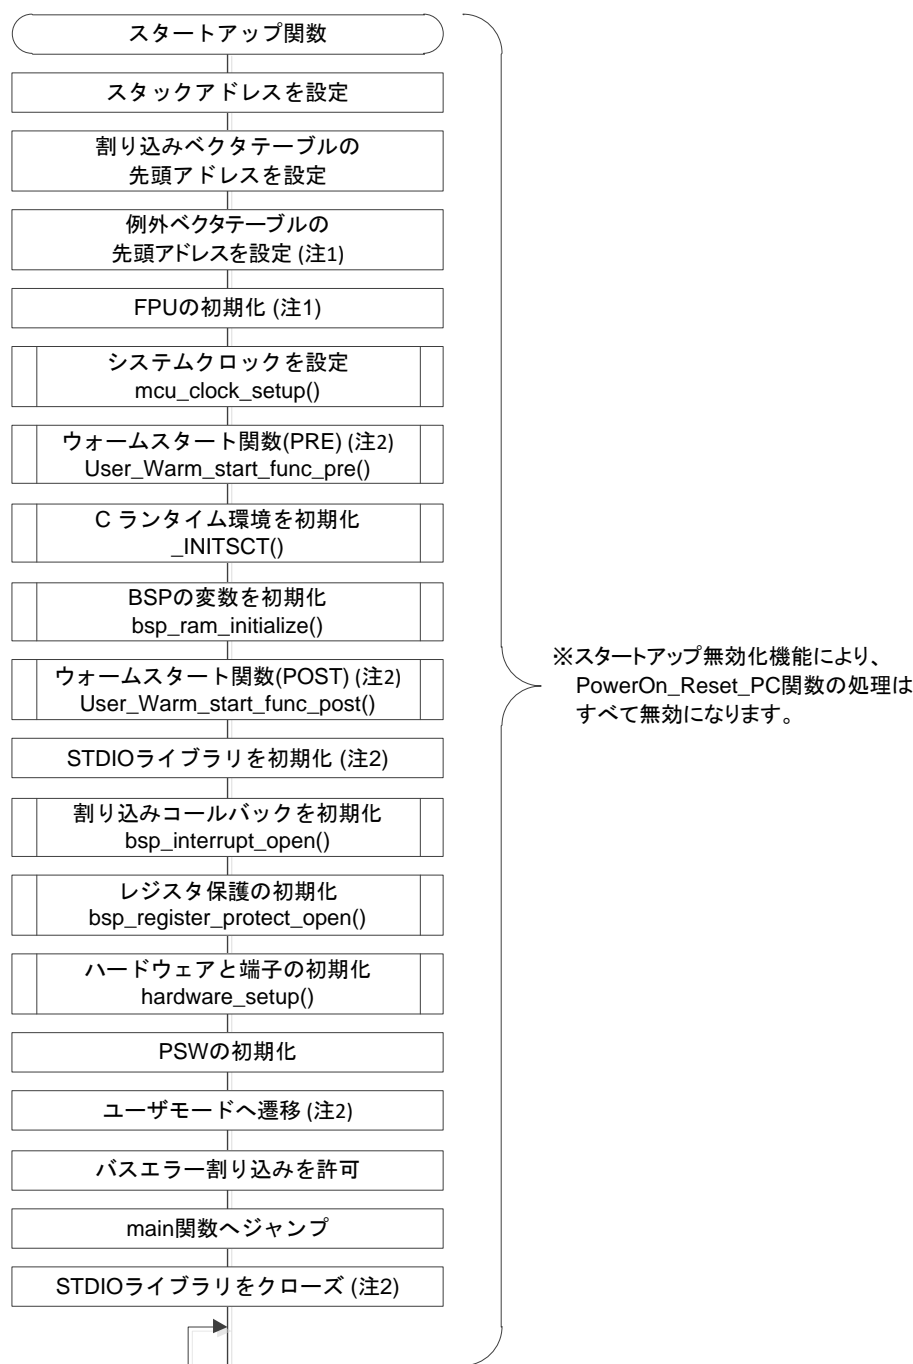 スタートアップ関数
スタックアドレスを設定
割り込みベクタテーブルの
先頭アドレスを設定
例外ベクタテーブルの
先頭アドレスを設定 (注1)
FPUの初期化 (注1)
システムクロックを設定
mcu_clock_setup()
ウォームスタート関数(PRE) (注2)
User_Warm_start_func_pre()
C ランタイム環境を初期化
_INITSCT()
BSPの変数を初期化
bsp_ram_initialize()
ウォームスタート関数(POST) (注2)
User_Warm_start_func_post()
STDIOライブラリを初期化 (注2)
割り込みコールバックを初期化
bsp_interrupt_open()
レジスタ保護の初期化
bsp_register_protect_open()
ハードウェアと端子の初期化
hardware_setup()
PSWの初期化
ユーザモードへ遷移 (注2)
バスエラー割り込みを許可
main関数へジャンプ
STDIOライブラリをクローズ (注2)
※スタートアップ無効化機能により、
PowerOn_Reset_PC関数の処理は
すべて無効になります。